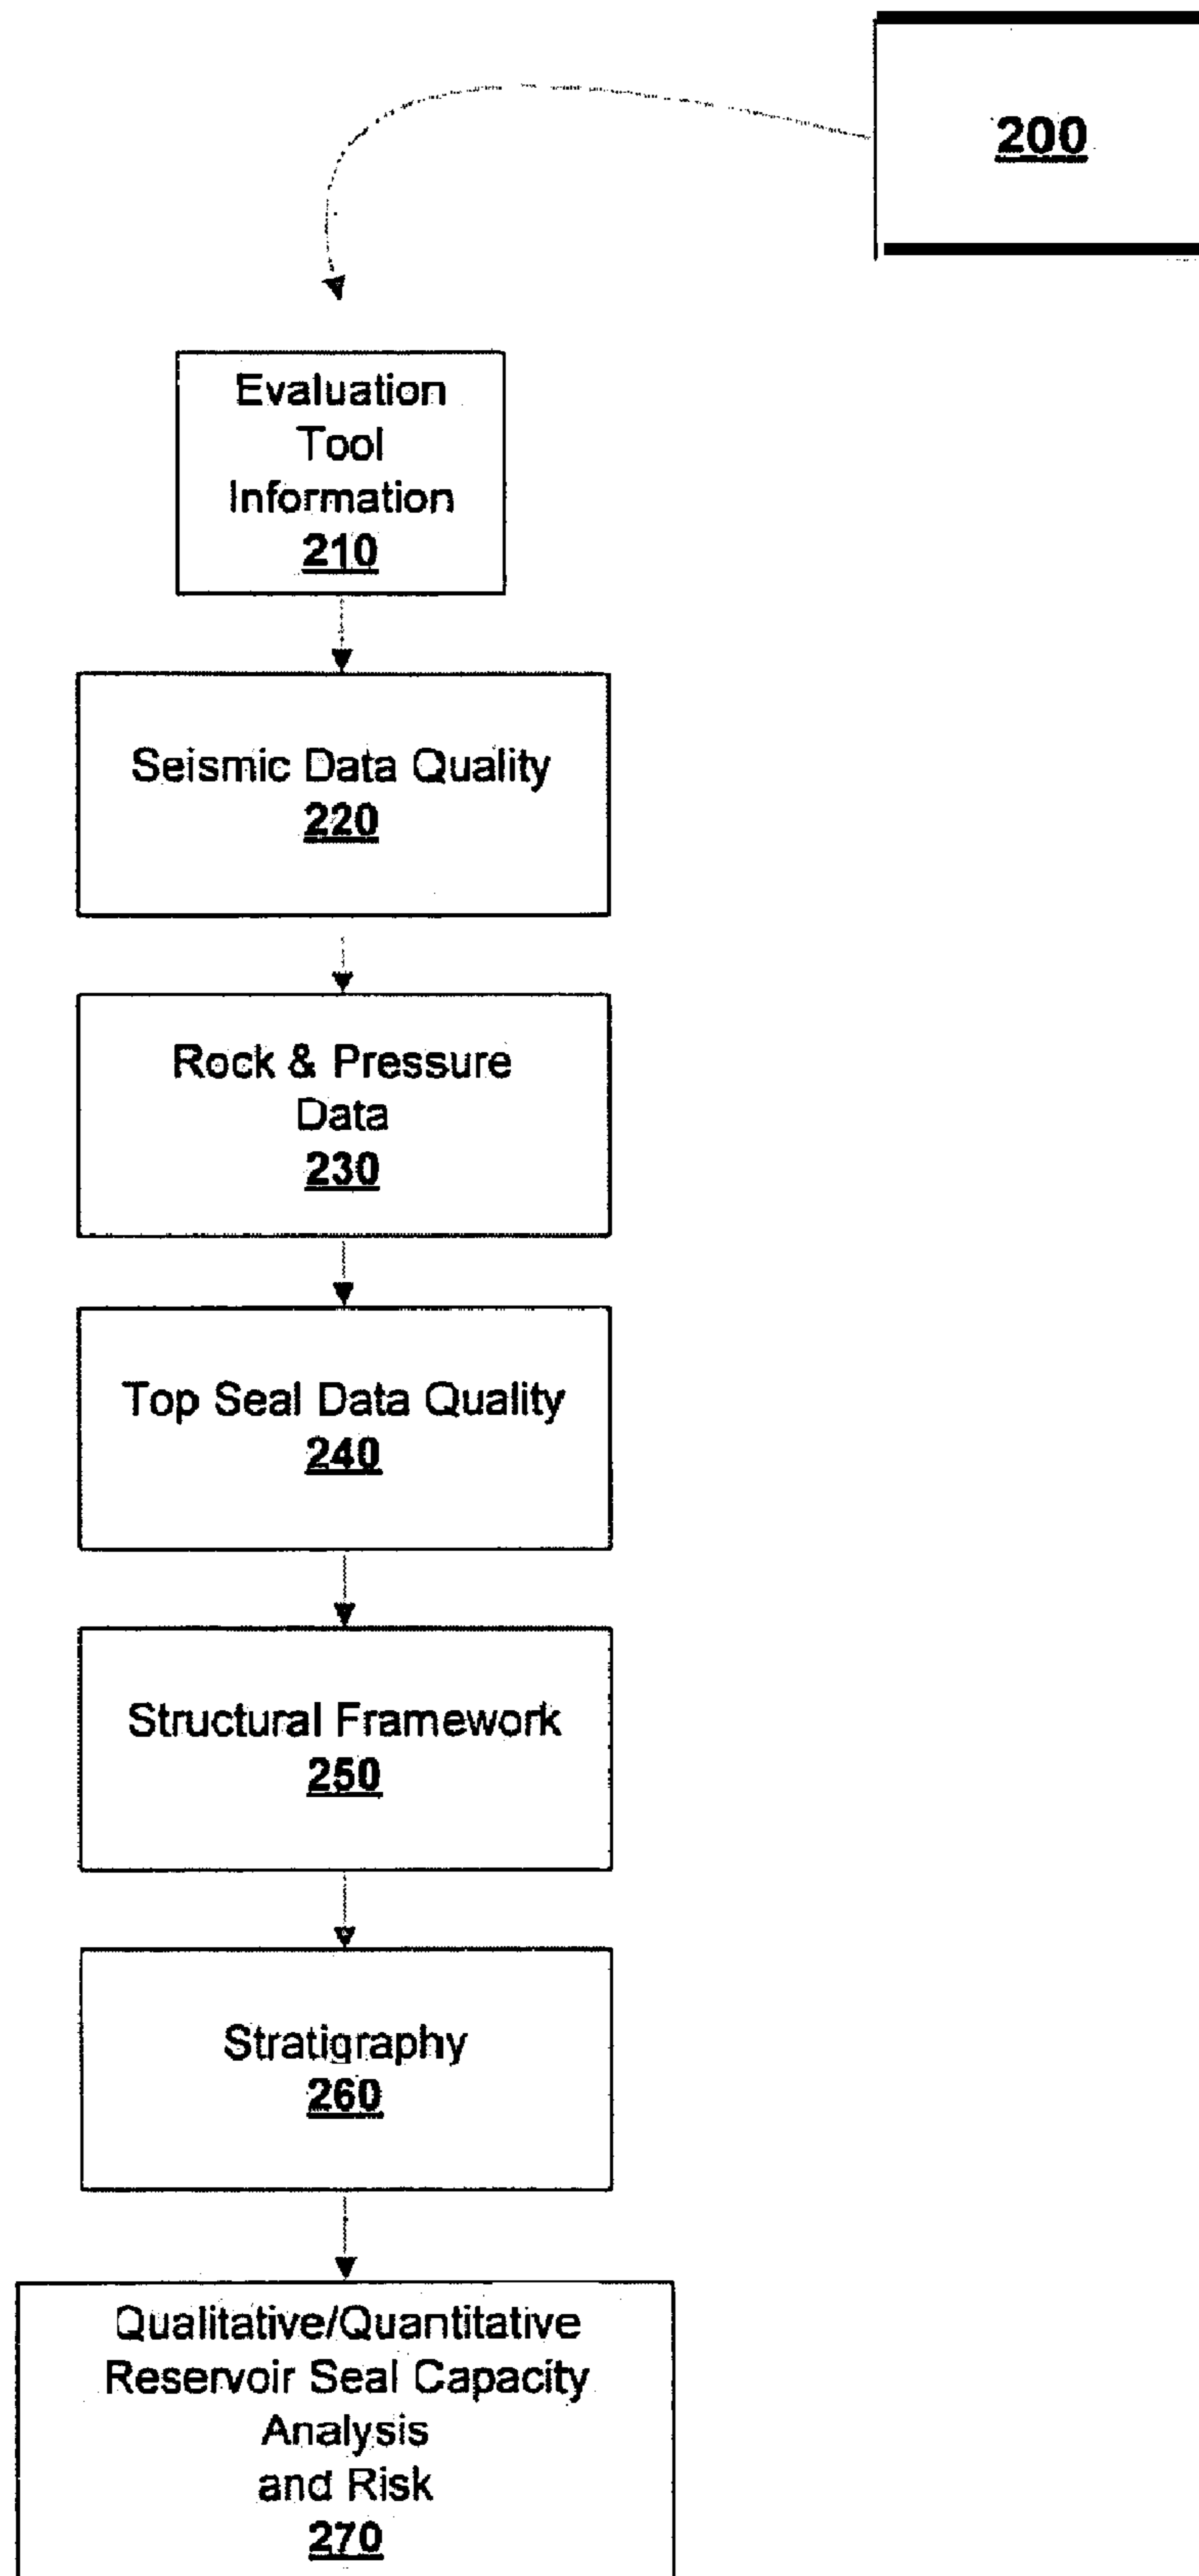 200
Evaluation
Tool
Information
210
Seismic Data Quality
220
Rock & Pressure
Data
230
Top Seal Data Quality
240
Structural Framework
250
Stratigraphy
260
Qualitative/Quantitative
Reservoir Seal Capacity
Analysis
and Risk
270